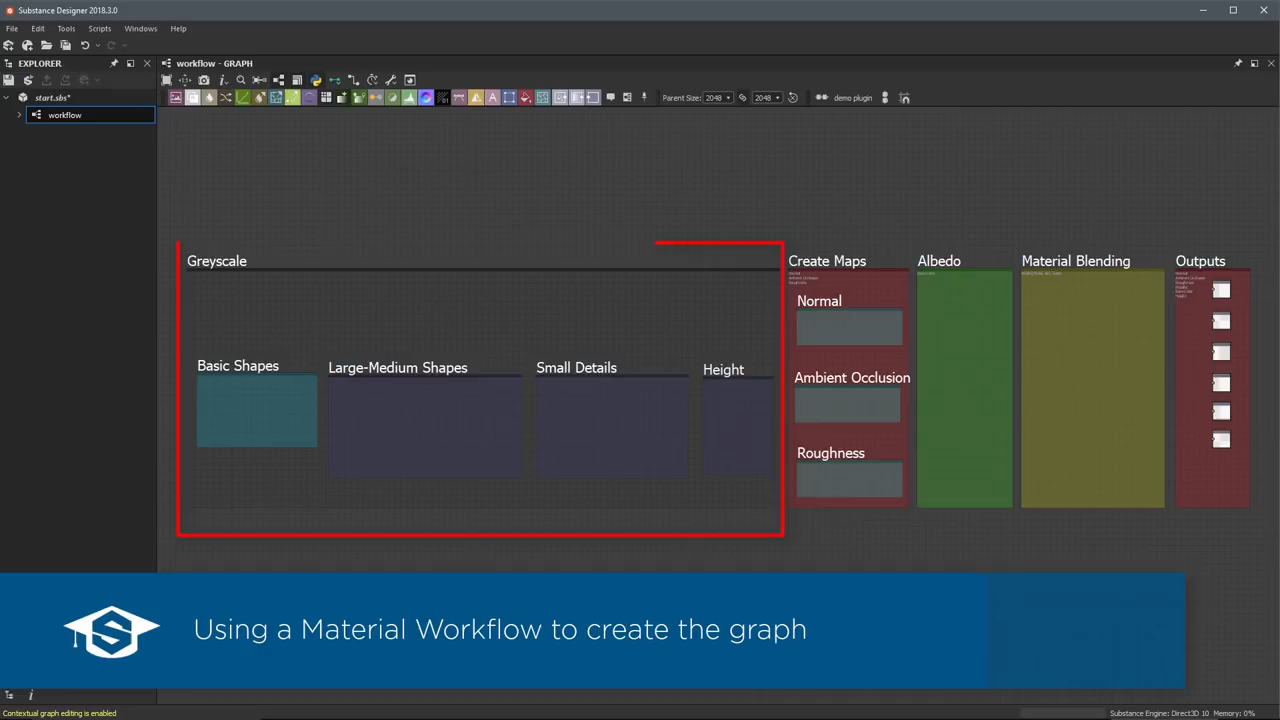 Substance Designer 2018.3.0
File Edit Tools Scripts Windows Help
EXPLORER
workflow - GRAPH
Parent Size: 2048 2048 demo plugin
start.sbs*
workflow
Greyscale
Create Maps
Albedo
Material Blending
Outputs
Normal
Basic Shapes
Large-Medium Shapes
Small Details
Height
Ambient Occlusion
Roughness
Using a Material Workflow to create the graph
Contextual graph editing is enabled
Substance Engine: Direct3D 10 Memory: 0%